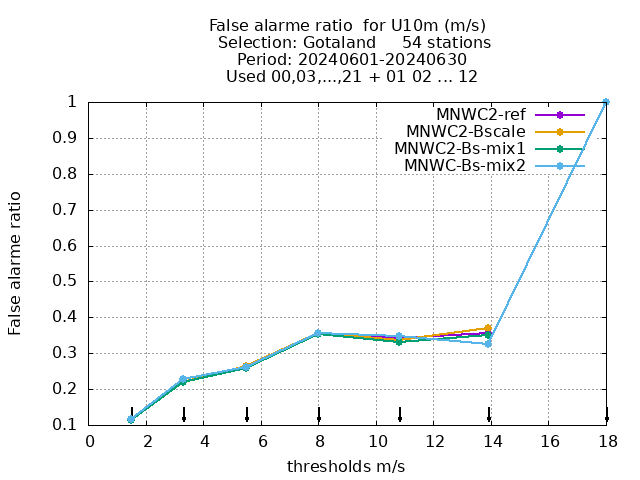 False alarme ratio  for U10m (m/s)
Selection: Gotaland     54 stations
Period: 20240601-20240630
Used 00,03,...,21 + 01 02 ... 12
MNWC2-ref
MNWC2-Bscale
MNWC2-Bs-mix1
MNWC-Bs-mix2
False alarme ratio
1
0.9
0.8
0.7
0.6
0.5
0.4
0.3
0.2
0.1
0 2 4 6 8 10 12 14 16 18
thresholds m/s